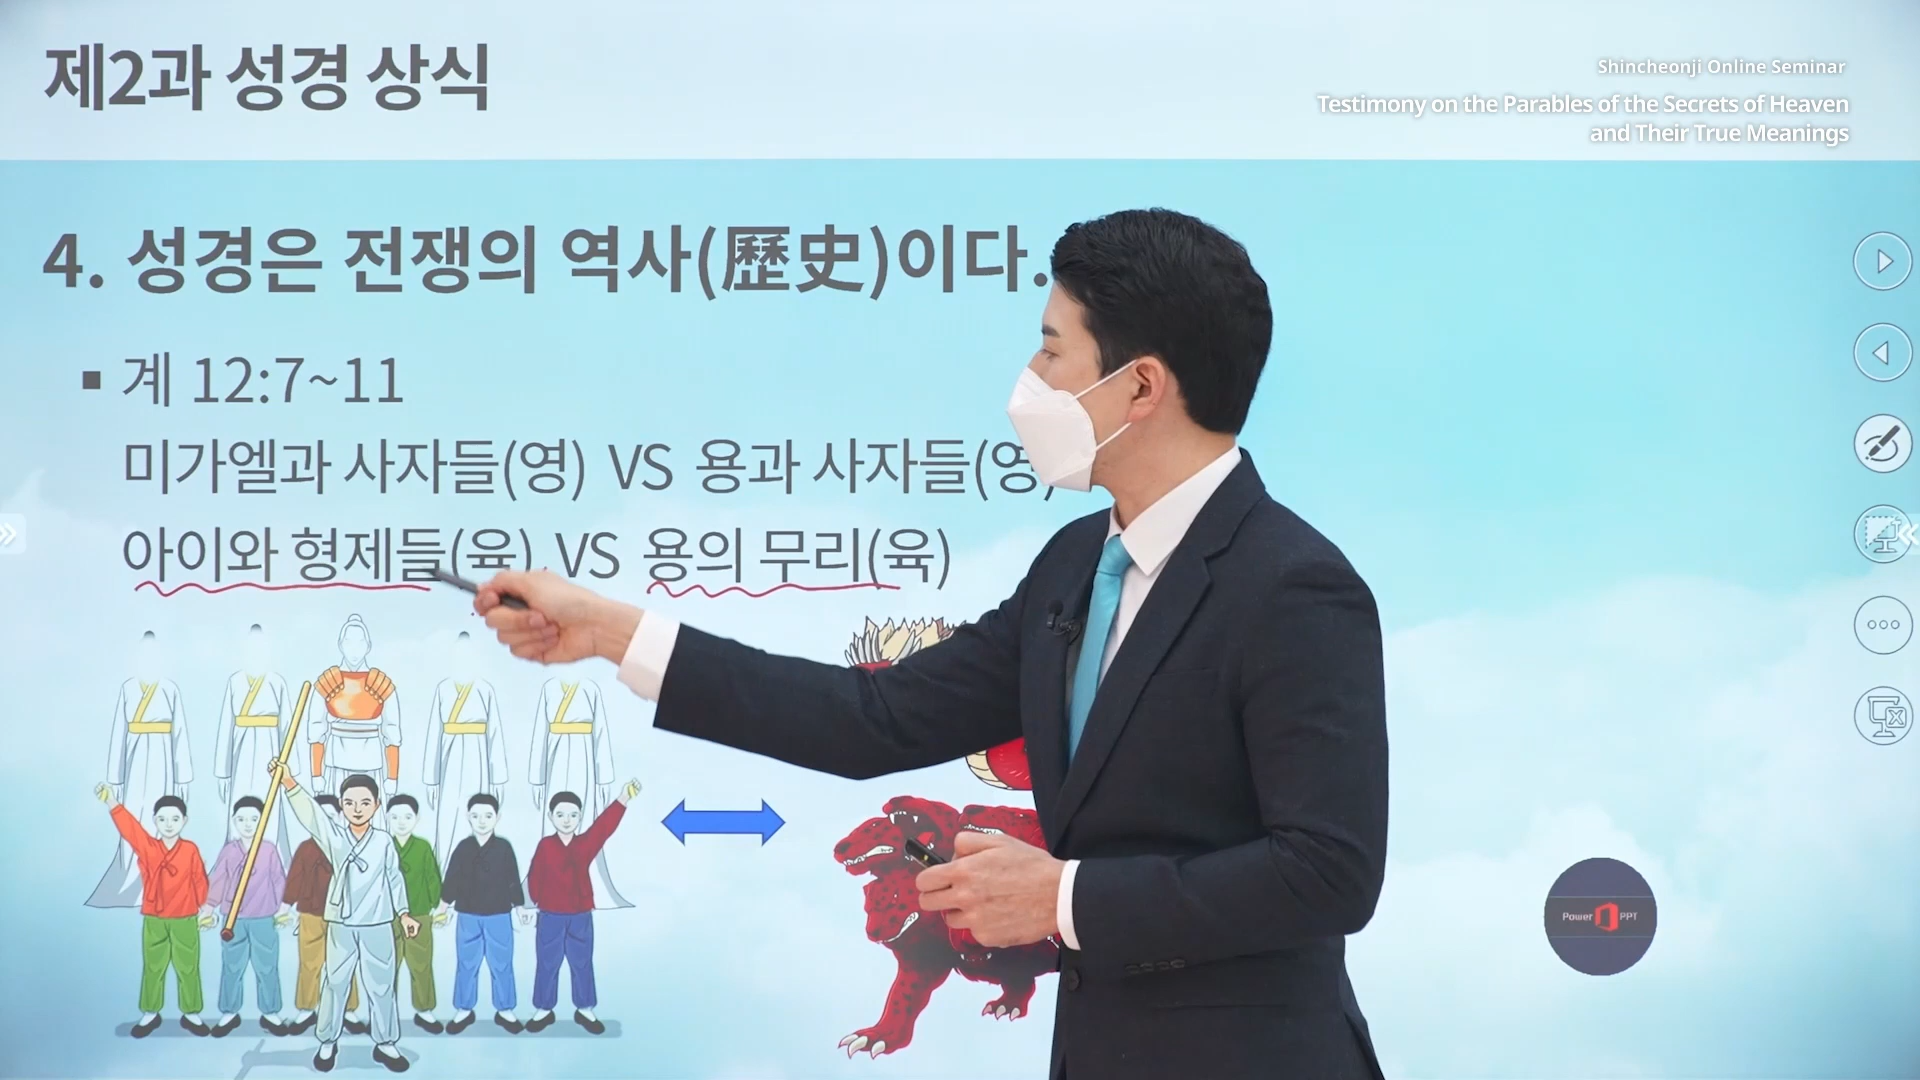 제2과 성경 상식
Shincheonji Online Seminar
Testimony on the Parables of the Secrets of Heaven
and Their True Meanings
4. 성경은 전쟁의 역사(歷史)이다.
▪ 계 12:7~11
미가엘과 사자들(영) VS 용과 사자들(영)
아이와 형제들(육) VS 용의 무리(육)
Power PPT